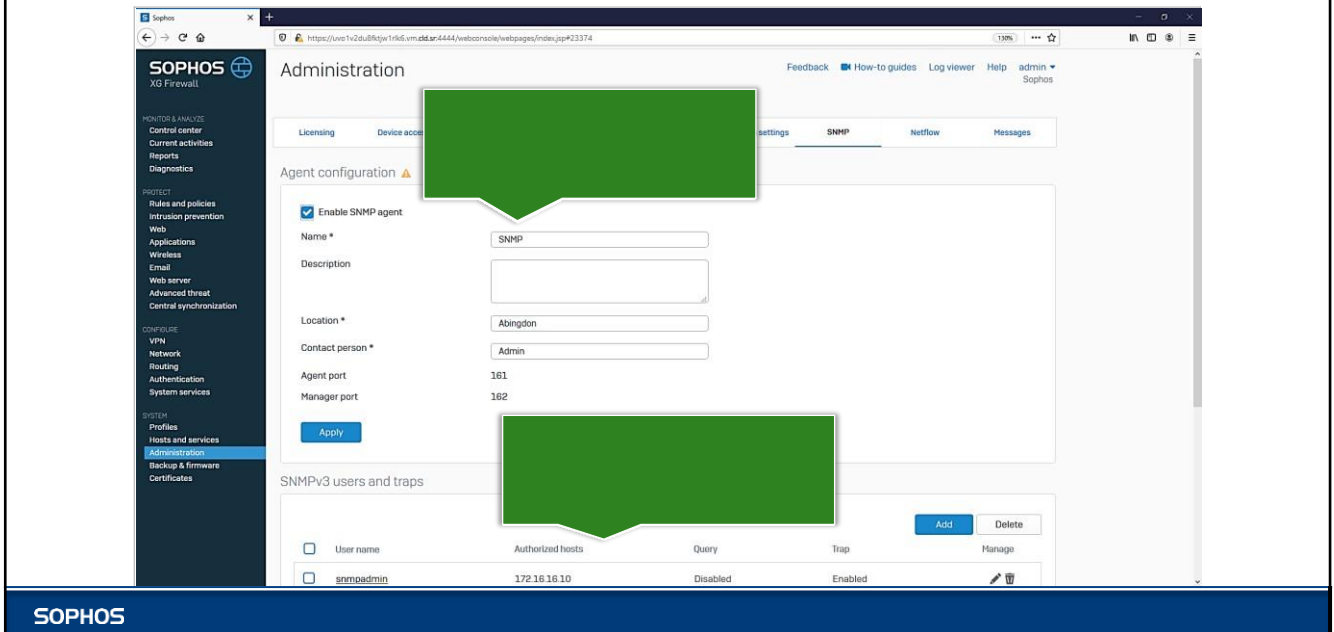 Sophos
https://uvo1v2du8fktjw1rlk6.vm.cld.sr:4444/webconsole/webpages/index.jsp#23374
130%
SOPHOS
XG Firewall
Administration
Feedback How-to guides Log viewer Help admin
Sophos
MONITOR & ANALYZE
Control center
Current activities
Reports
Diagnostics
PROTECT
Rules and policies
Intrusion prevention
Web
Applications
Wireless
Email
Web server
Advanced threat
Central synchronization
CONFIGURE
VPN
Network
Routing
Authentication
System services
SYSTEM
Profiles
Hosts and services
Administration
Backup & firmware
Certificates
Licensing Device acce settings SNMP Netflow Messages
Agent configuration
Enable SNMP agent
Name * SNMP
Description
Location * Abingdon
Contact person * Admin
Agent port 161
Manager port 162
Apply
SNMPv3 users and traps
Add Delete
User name Authorized hosts Query Trap Manage
snmpadmin 172.16.16.10 Disabled Enabled
SOPHOS